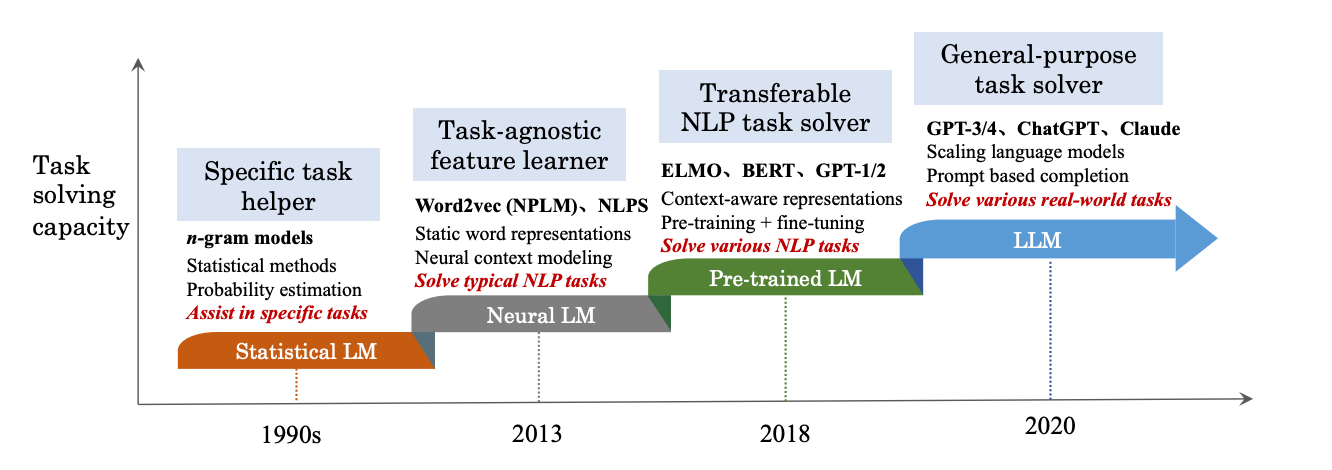 Task
solving
capacity
Specific task
helper
n-gram models
Statistical methods
Probability estimation
Assist in specific tasks
Statistical LM
1990s
Task-agnostic
feature learner
Word2vec (NPLM)、NLPS
Static word representations
Neural context modeling
Solve typical NLP tasks
Neural LM
2013
Transferable
NLP task solver
ELMO、BERT、GPT-1/2
Context-aware representations
Pre-training + fine-tuning
Solve various NLP tasks
Pre-trained LM
2018
General-purpose
task solver
GPT-3/4、ChatGPT、Claude
Scaling language models
Prompt based completion
Solve various real-world tasks
LLM
2020